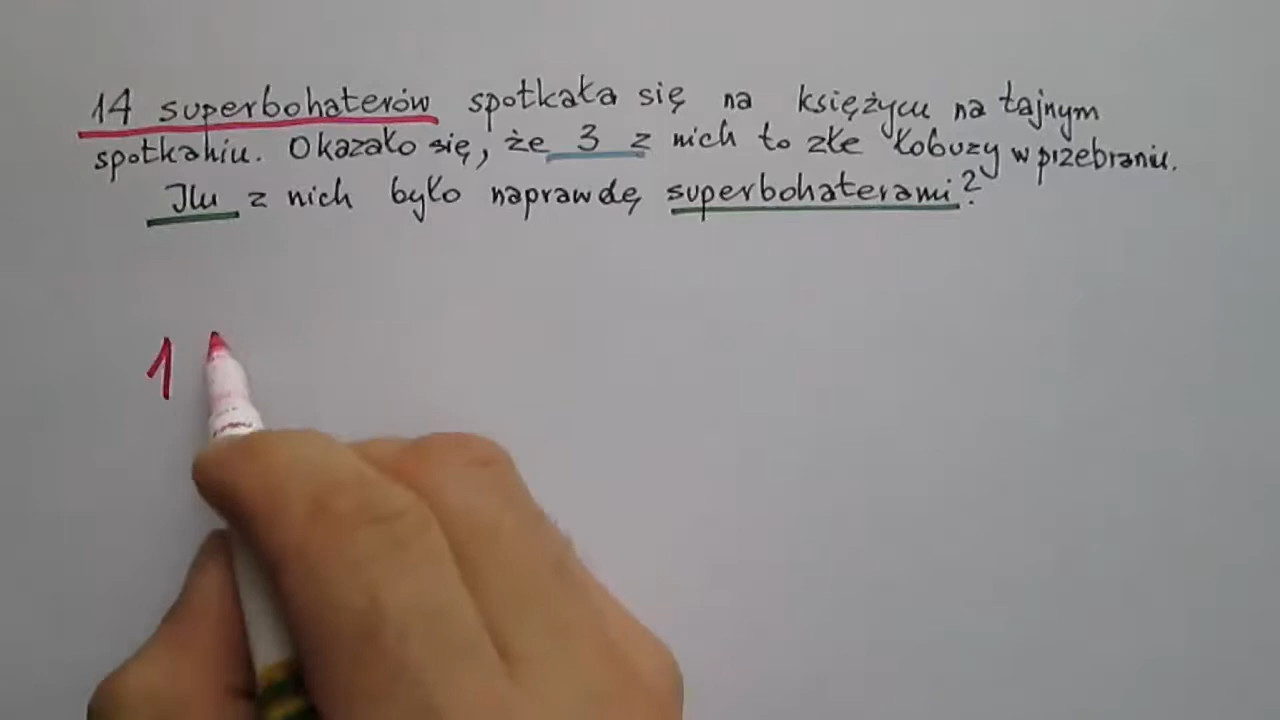 14 superbohaterów spotkała się na księżycu na tajnym
spotkaniu. Okazało się, że 3 z nich to złe łobuzy w przebraniu.
Ilu z nich było naprawdę superbohaterami?
1